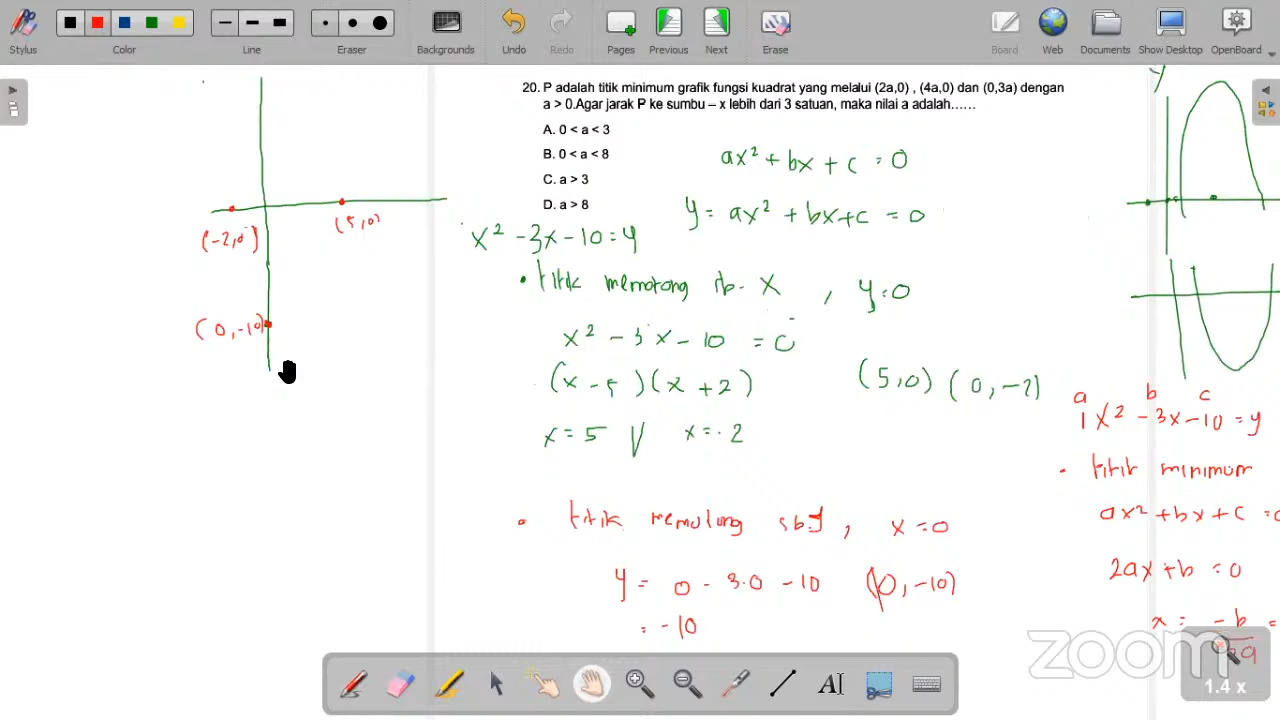 Stylus Color Line Eraser Backgrounds Undo Redo Pages Previous Next Erase Board Web Documents Show Desktop OpenBoard
20. P adalah titik minimum grafik fungsi kuadrat yang melalui (2a,0) , (4a,0) dan (0,3a) dengan
a > 0.Agar jarak P ke sumbu – x lebih dari 3 satuan, maka nilai a adalah……
A. 0 < a < 3
B. 0 < a < 8
C. a > 3
D. a > 8
ax² + bx + c = 0
y = ax² + bx + c = 0
x² - 3x - 10 = y
• titik memotong sb. X , y = 0
x² - 3x - 10 = 0
(x - 5)(x + 2)
(5,0) (0,-2)
x = 5 V x = -2
• titik memotong sb.y , x = 0
y = 0 - 3.0 - 10 (0,-10)
= -10
(-2,0)
(5,0)
(0,-10)
y
a b c
1x² - 3x - 10 = y
• titik minimum
ax² + bx + c =
2ax + b = 0
x = -b =
2a
zoom
1.4 x